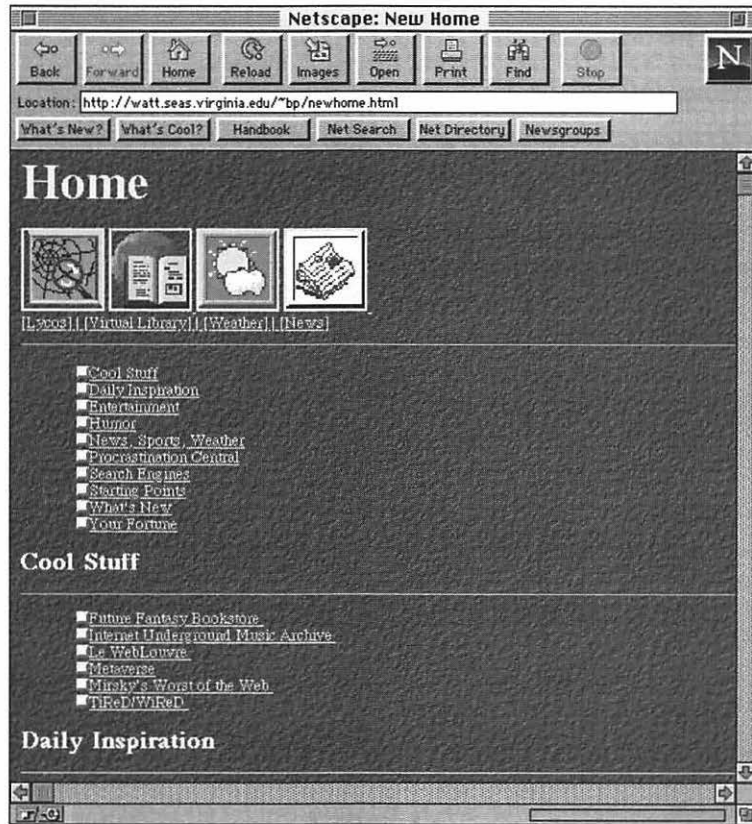 Netscape: New Home
Back Forward Home Reload Images Open Print Find Stop N
Location: http://watt.seas.virginia.edu/~bp/newhome.html
What's New? What's Cool? Handbook Net Search Net Directory Newsgroups
Home
[Lycos] | [Virtual Library] | [Weather] | [News]
Cool Stuff
Daily Inspiration
Entertainment
Humor
News, Sports, Weather
Procrastination Central
Search Engines
Starting Points
What's New
Your Fortune
Cool Stuff
Future Fantasy Bookstore
Internet Underground Music Archive
Le WebLouvre
Metaverse
Mirsky's Worst of the Web
TiReD/WiReD
Daily Inspiration